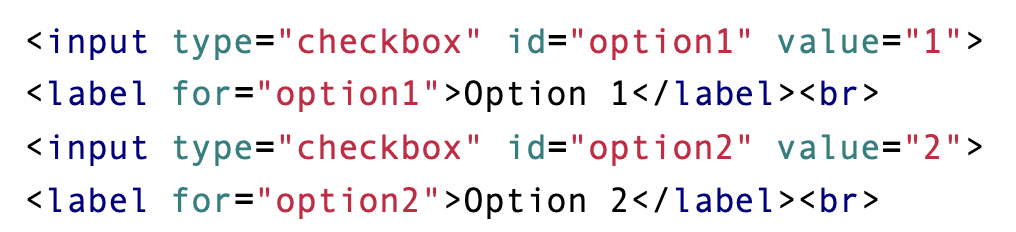 <input type="checkbox" id="option1" value="1">
<label for="option1">Option 1</label><br>
<input type="checkbox" id="option2" value="2">
<label for="option2">Option 2</label><br>